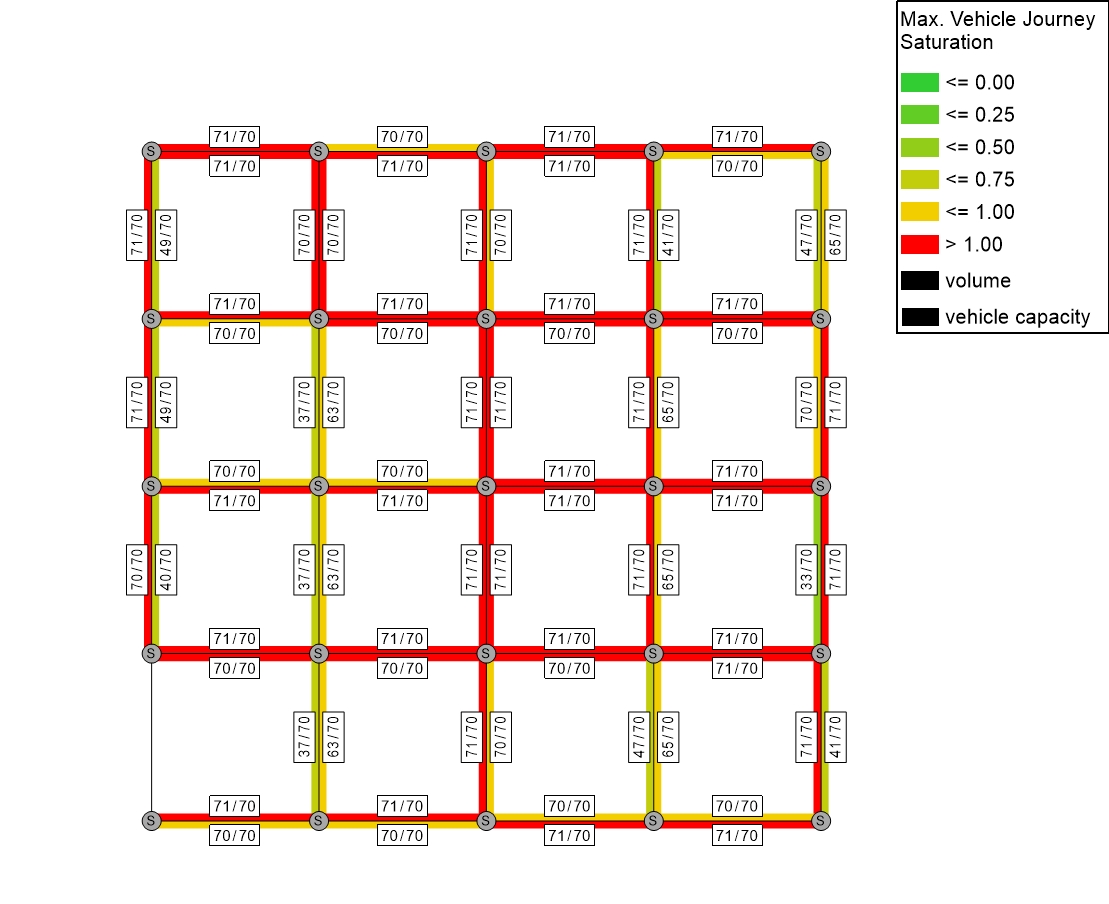 Max. Vehicle Journey
Saturation
<= 0.00
<= 0.25
<= 0.50
<= 0.75
<= 1.00
> 1.00
volume
vehicle capacity
71/70 70/70 71/70 71/70
S S S S S
71/70 71/70 71/70 70/70
71/70 49/70 70/70 70/70 71/70 70/70 71/70 41/70 47/70 65/70
71/70 71/70 71/70 71/70
S S S S S
70/70 70/70 70/70 70/70
71/70 49/70 37/70 63/70 71/70 71/70 71/70 65/70 70/70 71/70
70/70 70/70 71/70 71/70
S S S S S
71/70 71/70 71/70 71/70
70/70 40/70 37/70 63/70 71/70 71/70 71/70 65/70 33/70 71/70
71/70 71/70 71/70 71/70
S S S S S
70/70 70/70 70/70 71/70
37/70 63/70 71/70 70/70 47/70 65/70 71/70 41/70
71/70 71/70 70/70 70/70
S S S S S
70/70 70/70 71/70 71/70